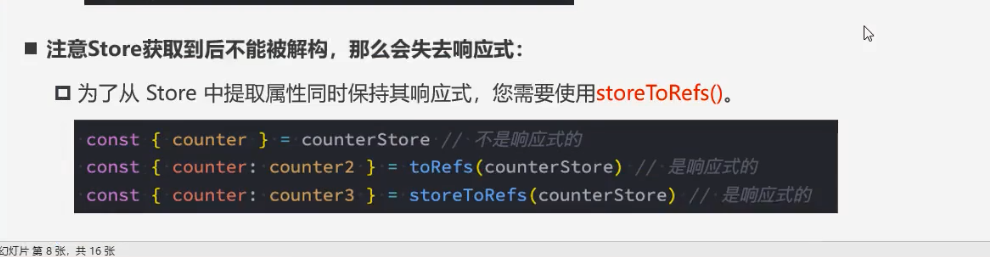 注意Store获取到后不能被解构，那么会失去响应式：
为了从 Store 中提取属性同时保持其响应式，您需要使用storeToRefs()。
const { counter } = counterStore // 不是响应式的
const { counter: counter2 } = toRefs(counterStore) // 是响应式的
const { counter: counter3 } = storeToRefs(counterStore) // 是响应式的
幻灯片 第 8 张，共 16 张